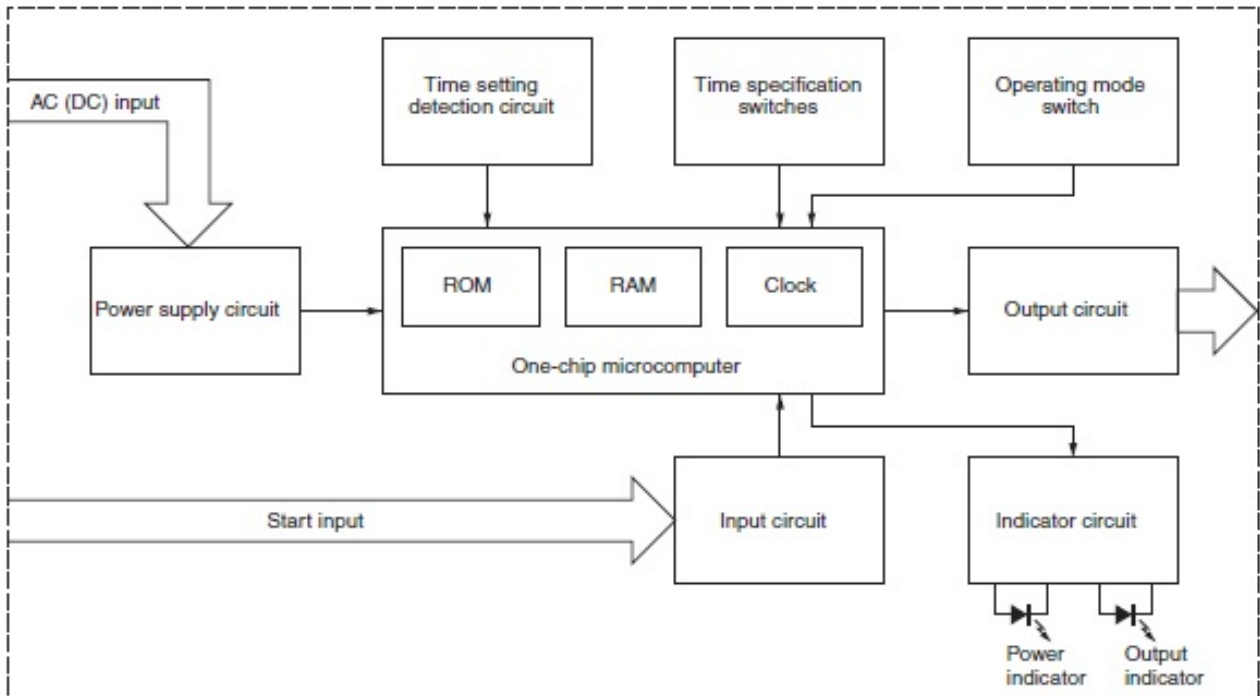 Time setting
detection circuit
Time specification
switches
Operating mode
switch
AC (DC) input
ROM
RAM
Clock
Power supply circuit
Output circuit
One-chip microcomputer
Start input
Input circuit
Indicator circuit
Power
indicator
Output
indicator